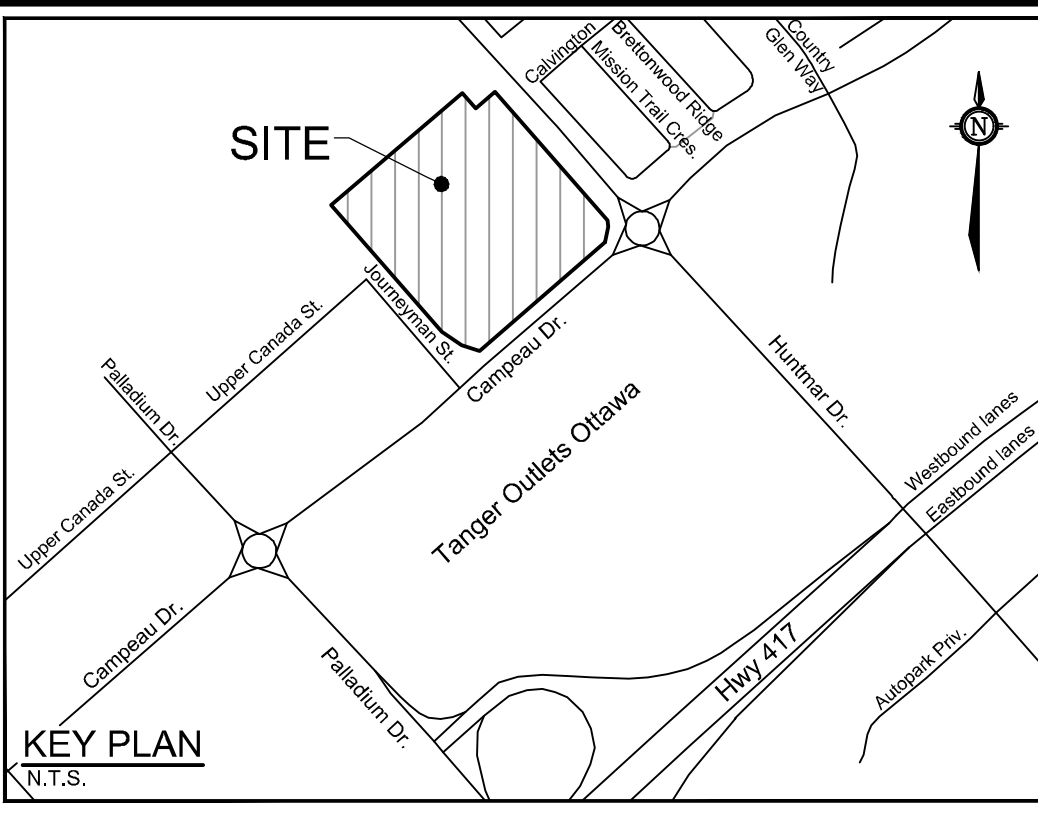 Country
Glen Way
Calvington
Brettonwood Ridge
Mission Trail Cres.
SITE
N
Journeyman St.
Upper Canada St.
Campeau Dr.
Palladium Dr.
Huntmar Dr.
Tanger Outlets Ottawa
Westbound lanes
Eastbound lanes
Upper Canada St.
Campeau Dr.
Palladium Dr.
Hwy 417
Autopark Priv.
KEY PLAN
N.T.S.